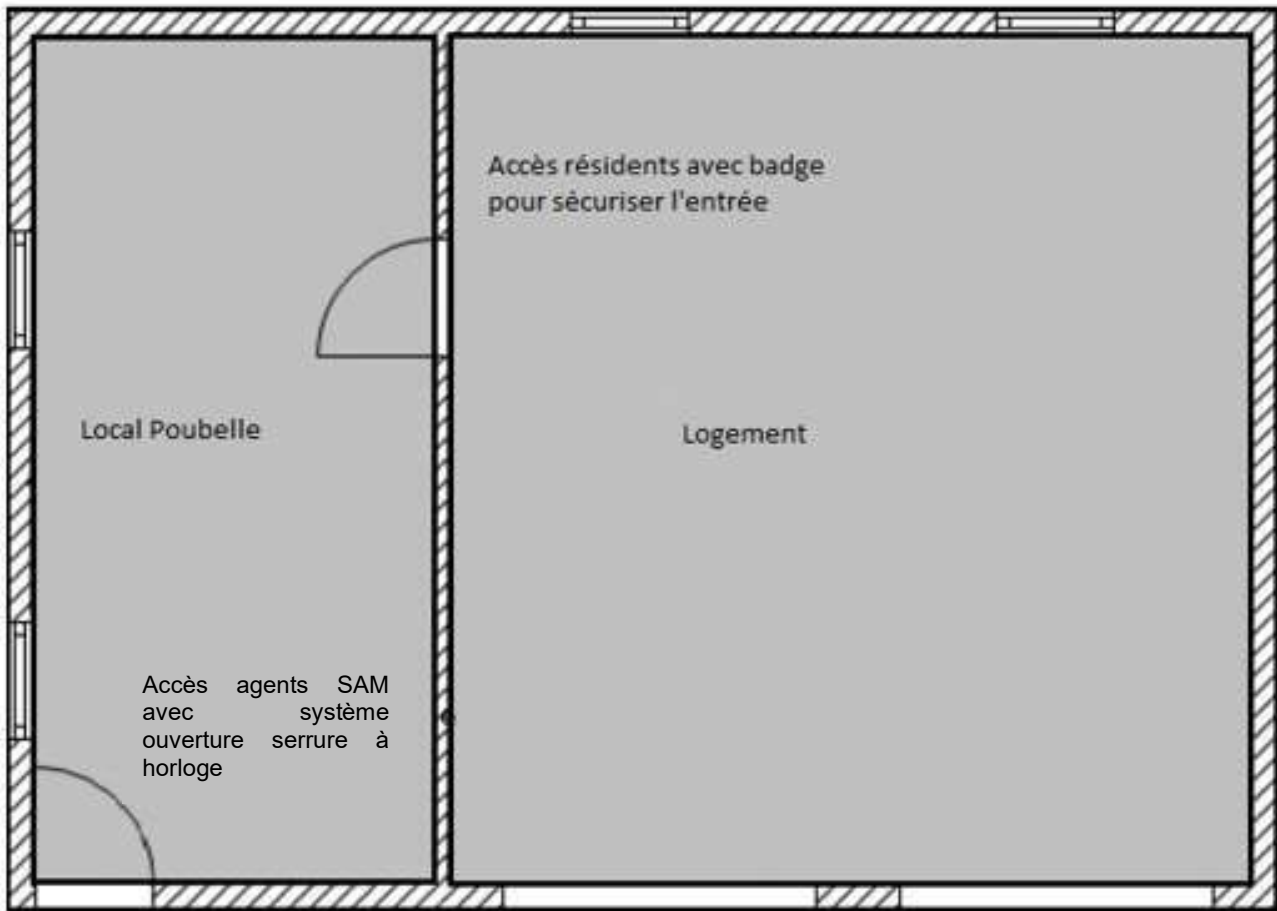 Accès résidents avec badge
pour sécuriser l'entrée
Local Poubelle
Logement
Accès agents SAM
avec système
ouverture serrure à
horloge